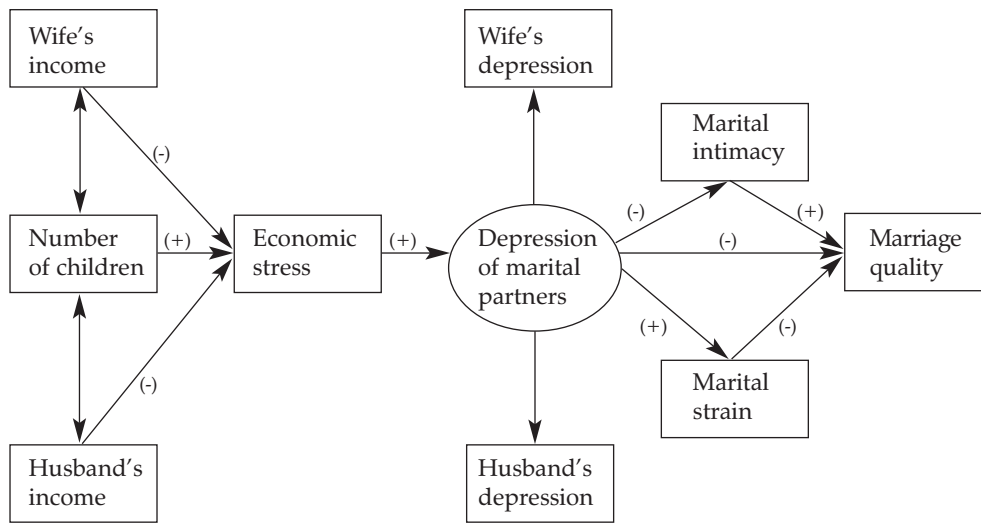 Wife's
income
Wife's
depression
Marital
intimacy
(-)
(-)
(+)
Number
of children
(+)
Economic
stress
(+)
Depression
of marital
partners
(-)
Marriage
quality
(+)
(-)
(-)
Marital
strain
Husband's
income
Husband's
depression